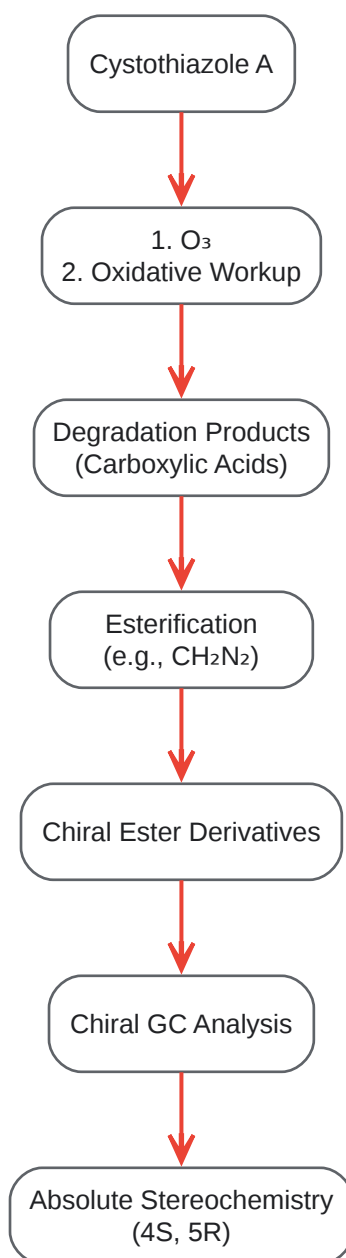 Cystothiazole A
1. O₃
2. Oxidative Workup
Degradation Products
(Carboxylic Acids)
Esterification
(e.g., CH₂N₂)
Chiral Ester Derivatives
Chiral GC Analysis
Absolute Stereochemistry
(4S, 5R)